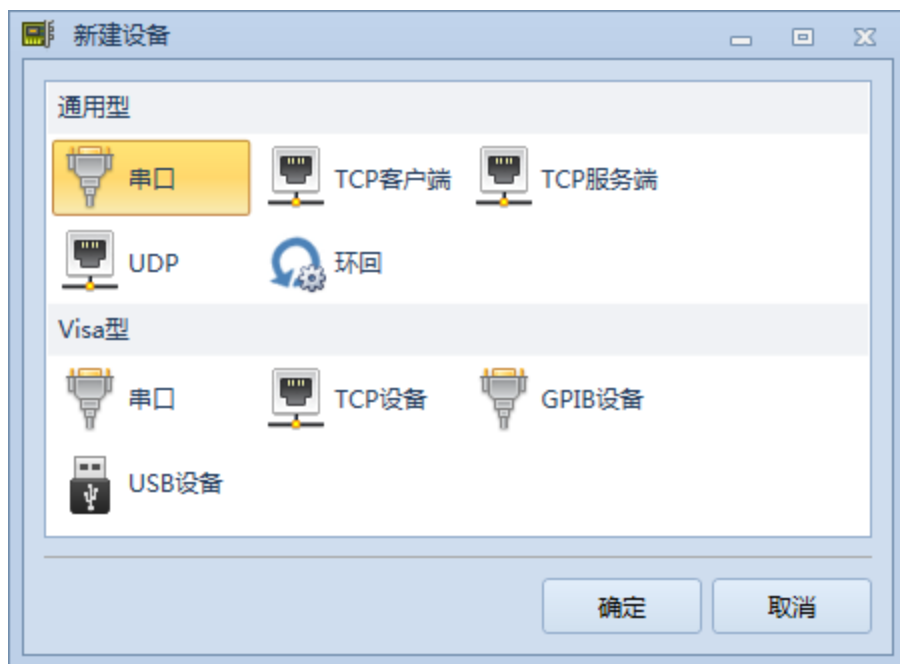 新建设备
通用型
串口 TCP客户端 TCP服务端
UDP 环回
Visa型
串口 TCP设备 GPIB设备
USB设备
确定 取消